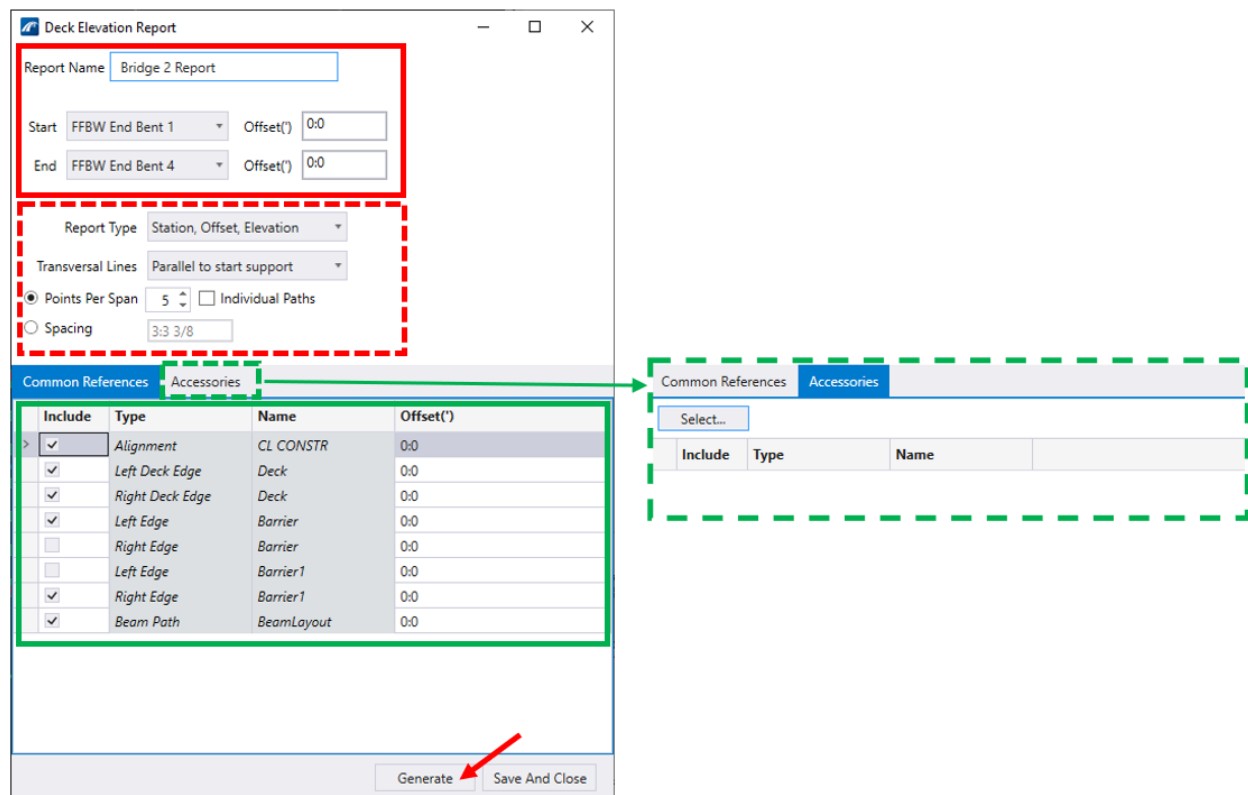 Deck Elevation Report
Report Name Bridge 2 Report
Start FFBW End Bent 1 Offset(') 0:0
End FFBW End Bent 4 Offset(') 0:0
Report Type Station, Offset, Elevation
Transversal Lines Parallel to start support
Points Per Span 5 Individual Paths
Spacing 3:3 3/8
Common References Accessories
Include Type Name Offset(')
Alignment CL CONSTR 0:0
Left Deck Edge Deck 0:0
Right Deck Edge Deck 0:0
Left Edge Barrier 0:0
Right Edge Barrier 0:0
Left Edge Barrier1 0:0
Right Edge Barrier1 0:0
Beam Path BeamLayout 0:0
Generate Save And Close
Common References Accessories
Select...
Include Type Name